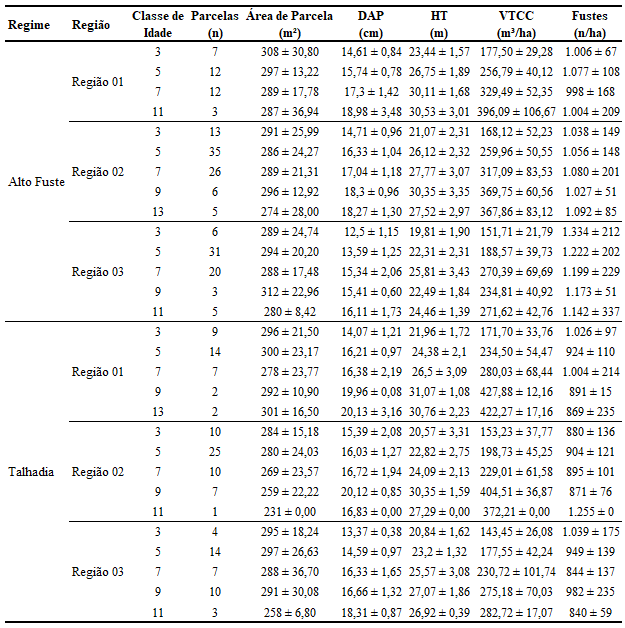 Regime Região Classe de Idade Parcelas (n) Área de Parcela (m²) DAP (cm) HT (m) VTCC (m³/ha) Fustes (n/ha)
Alto Fuste Região 01 3 7 308 ± 30,80 14,61 ± 0,84 23,44 ± 1,57 177,50 ± 29,28 1.006 ± 67
5 12 297 ± 13,22 15,74 ± 0,78 26,75 ± 1,89 256,79 ± 40,12 1.077 ± 108
7 12 289 ± 17,78 17,3 ± 1,42 30,11 ± 1,68 329,49 ± 52,35 998 ± 168
11 3 287 ± 36,94 18,98 ± 3,48 30,53 ± 3,01 396,09 ± 106,67 1.004 ± 209
Região 02 3 13 291 ± 25,99 14,71 ± 0,96 21,07 ± 2,31 168,12 ± 52,23 1.038 ± 149
5 35 286 ± 24,27 16,33 ± 1,04 26,12 ± 2,32 259,96 ± 50,55 1.056 ± 148
7 26 289 ± 21,31 17,04 ± 1,18 27,77 ± 3,07 317,09 ± 83,53 1.080 ± 201
9 6 296 ± 12,92 18,3 ± 0,96 30,35 ± 3,35 369,75 ± 60,56 1.027 ± 51
13 5 274 ± 28,00 18,27 ± 1,30 27,52 ± 2,97 367,86 ± 83,12 1.092 ± 85
Região 03 3 6 289 ± 24,74 12,5 ± 1,15 19,81 ± 1,90 151,71 ± 21,79 1.334 ± 212
5 31 294 ± 20,20 13,59 ± 1,25 22,31 ± 2,31 188,57 ± 39,73 1.222 ± 202
7 20 288 ± 17,48 15,34 ± 2,06 25,81 ± 3,43 270,39 ± 69,69 1.199 ± 229
9 3 312 ± 22,96 15,41 ± 0,60 22,49 ± 1,84 234,81 ± 40,92 1.173 ± 51
11 5 280 ± 8,42 16,11 ± 1,73 24,46 ± 1,39 271,62 ± 42,76 1.142 ± 337
Talhadia Região 01 3 9 296 ± 21,50 14,07 ± 1,21 21,96 ± 1,72 171,70 ± 33,76 1.026 ± 97
5 14 300 ± 23,17 16,21 ± 0,97 24,38 ± 2,1 234,50 ± 54,47 924 ± 110
7 7 278 ± 23,77 16,38 ± 2,19 26,5 ± 3,09 280,03 ± 68,44 1.004 ± 214
9 2 292 ± 10,90 19,96 ± 0,08 31,07 ± 1,08 427,88 ± 12,16 891 ± 15
13 2 301 ± 16,50 20,13 ± 3,16 30,76 ± 2,23 422,27 ± 17,16 869 ± 235
Região 02 3 10 284 ± 15,18 15,39 ± 2,08 20,57 ± 3,31 153,23 ± 37,77 880 ± 136
5 25 280 ± 24,03 16,03 ± 1,27 22,82 ± 2,75 198,73 ± 45,25 904 ± 121
7 10 269 ± 23,57 16,72 ± 1,94 24,09 ± 2,13 229,01 ± 61,58 895 ± 101
9 7 259 ± 22,22 20,12 ± 0,85 30,35 ± 1,59 404,51 ± 36,87 871 ± 76
11 1 231 ± 0,00 16,83 ± 0,00 27,29 ± 0,00 372,21 ± 0,00 1.255 ± 0
Região 03 3 4 295 ± 18,24 13,37 ± 0,38 20,84 ± 1,62 143,45 ± 26,08 1.039 ± 175
5 14 297 ± 26,63 14,59 ± 0,97 23,2 ± 1,32 177,55 ± 42,24 949 ± 139
7 7 288 ± 36,70 16,33 ± 1,65 25,57 ± 3,08 230,72 ± 101,74 844 ± 137
9 10 291 ± 30,08 16,66 ± 1,32 27,07 ± 1,86 275,18 ± 70,03 982 ± 235
11 3 258 ± 6,80 18,31 ± 0,87 26,92 ± 0,39 282,72 ± 17,07 840 ± 59